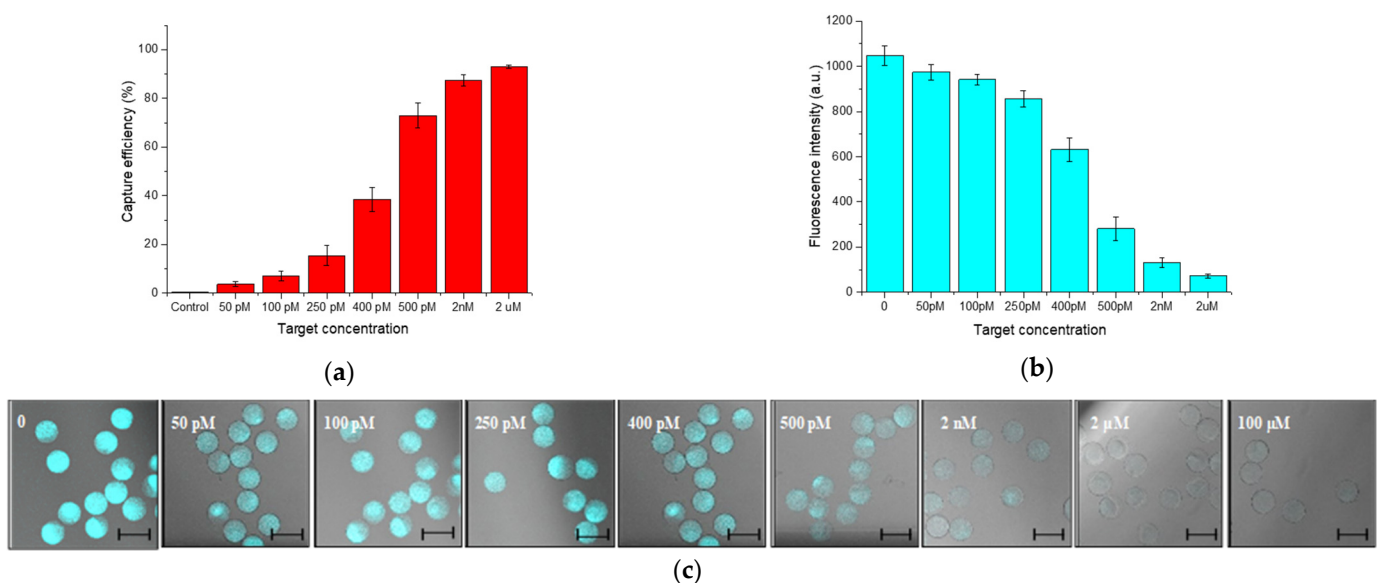 100
80
60
40
20
0
Capture efficiency (%)
Control 50 pM 100 pM 250 pM 400 pM 500 pM 2nM 2 uM
Target concentration
(a)
1200
1000
800
600
400
200
0
Fluorescence intensity (a.u.)
0 50pM 100pM 250pM 400pM 500pM 2nM 2uM
Target concentration
(b)
0 50 pM 100 pM 250 pM 400 pM 500 pM 2 nM 2 µM 100 µM
(c)